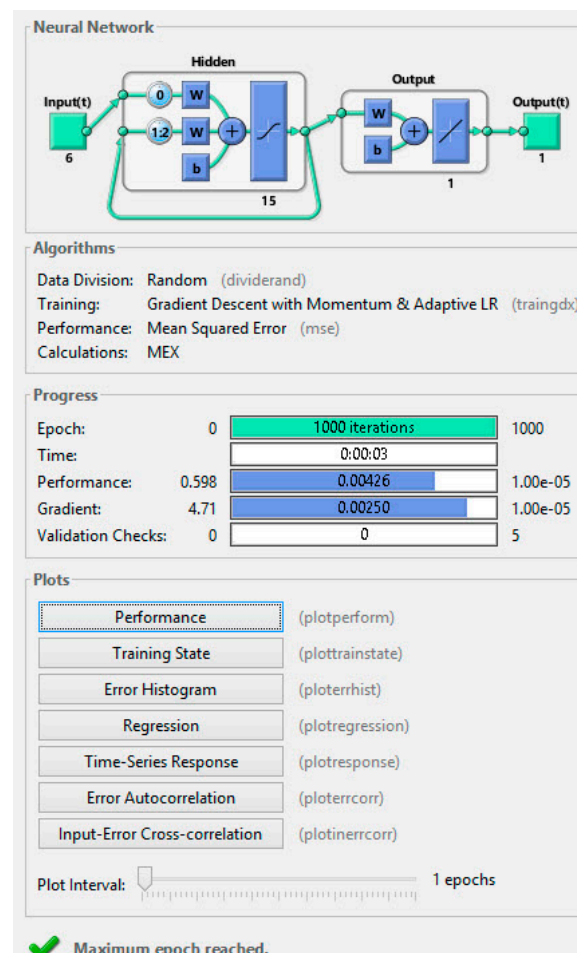 Neural Network
Hidden
Output
Input(t)
Output(t)
0
W
1:2
W
b
+
W
b
+
6
15
1
1
Algorithms
Data Division: Random (dividerand)
Training: Gradient Descent with Momentum & Adaptive LR (traingdx)
Performance: Mean Squared Error (mse)
Calculations: MEX
Progress
Epoch: 0 1000 iterations 1000
Time: 0:00:03
Performance: 0.598 0.00426 1.00e-05
Gradient: 4.71 0.00250 1.00e-05
Validation Checks: 0 0 5
Plots
Performance (plotperform)
Training State (plottrainstate)
Error Histogram (ploterrhist)
Regression (plotregression)
Time-Series Response (plotresponse)
Error Autocorrelation (ploterrcorr)
Input-Error Cross-correlation (plotinerrcorr)
Plot Interval: 1 epochs
Maximum epoch reached.